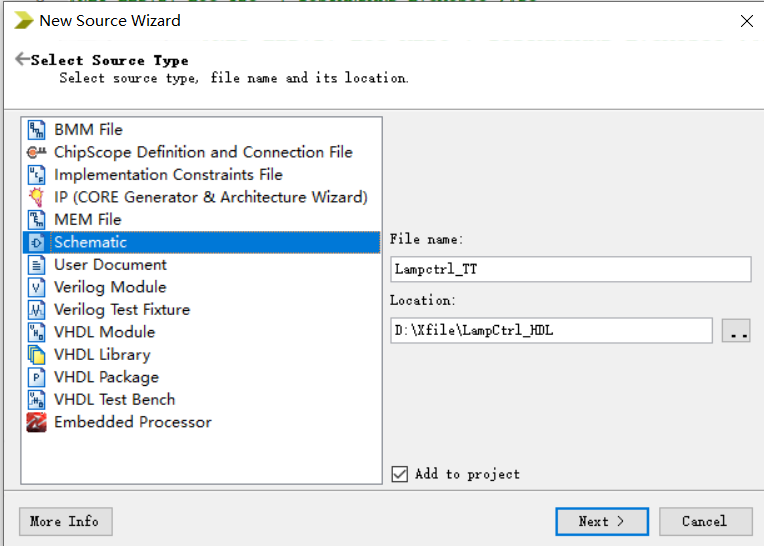 New Source Wizard
Select Source Type
Select source type, file name and its location.
BMM File
ChipScope Definition and Connection File
Implementation Constraints File
IP (CORE Generator & Architecture Wizard)
MEM File
Schematic
User Document
Verilog Module
Verilog Test Fixture
VHDL Module
VHDL Library
VHDL Package
VHDL Test Bench
Embedded Processor
File name:
Lampctrl_TT
Location:
D:\Xfile\LampCtrl_HDL
..
Add to project
More Info
Next >
Cancel